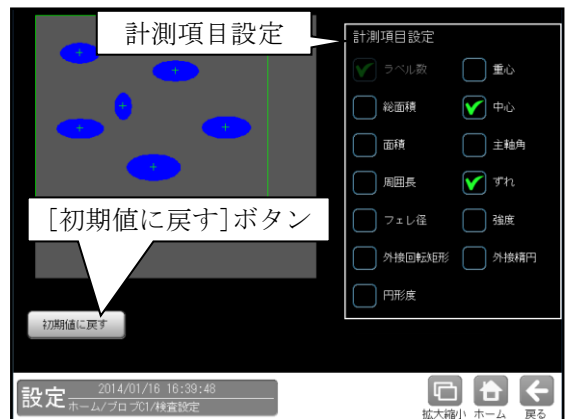 計測項目設定
計測項目設定
ラベル数
重心
総面積
中心
面積
主軸角
周囲長
ずれ
フェレ径
強度
外接回転矩形
外接楕円
円形度
[初期値に戻す]ボタン
初期値に戻す
設定
2014/01/16 16:39:48
ホーム/ブロブC1/検査設定
拡大縮小
ホーム
戻る